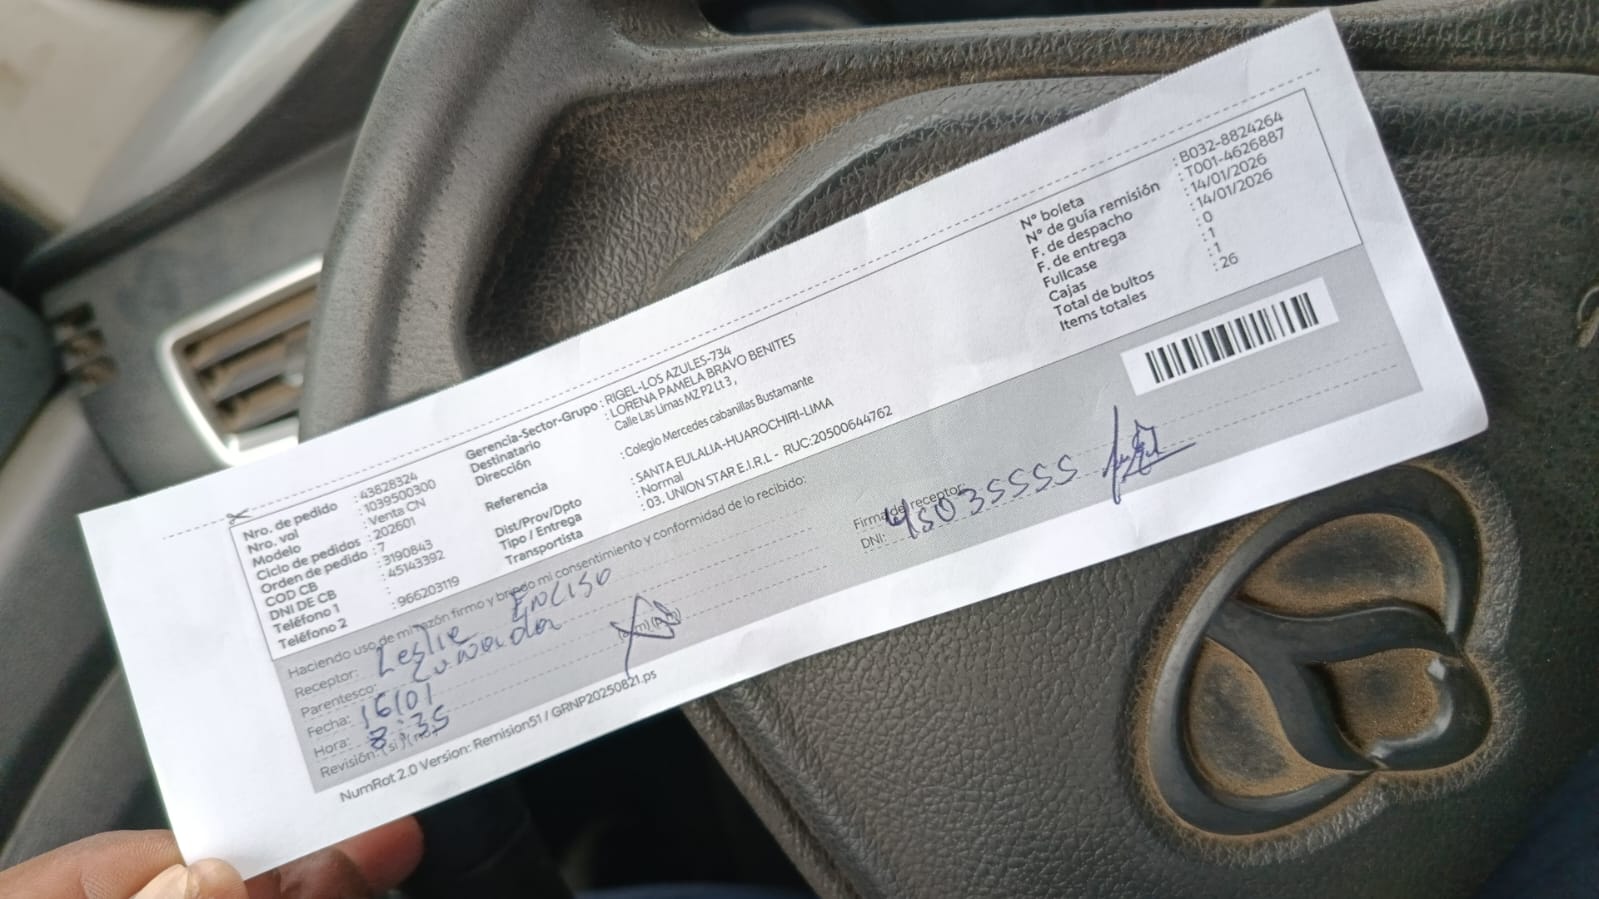 Nro. de pedido : 43828324
Nro. vol : 1039500300
Modelo : Venta CN
Ciclo de pedidos : 202601
Orden de pedido : 7
COD CB : 3190843
DNI DE CB : 45143392
Teléfono 1 : 966203119
Teléfono 2
Gerencia-Sector-Grupo : RIGEL-LOS AZULES-734
Destinatario : LORENA PAMELA BRAVO BENITES
Dirección Calle Las Limas MZ P2 Lt 3 ,
Referencia : Colegio Mercedes cabanillas Bustamante
Dist/Prov/Dpto : SANTA EULALIA-HUAROCHIRI-LIMA
Tipo / Entrega : Normal
Transportista : 03. UNION STAR E.I.R.L - RUC:20500644762
N° boleta : B032-8824264
N° de guía remisión : T001-4626887
F. de despacho : 14/01/2026
F. de entrega : 14/01/2026
Fullcase : 0
Cajas : 1
Total de bultos : 1
Items totales : 26
Haciendo uso de mi razón firmo y brindo mi consentimiento y conformidad de lo recibido:
Receptor: Leslie ENCISO
Parentesco: Cuñada
Fecha: 16/01
Hora: 8:35 (am) (pm)
Revisión: (si) (no)
Firma de receptor:
DNI: 45035555
NumRot 2.0 Version: Remision51 / GRNP20250821.ps